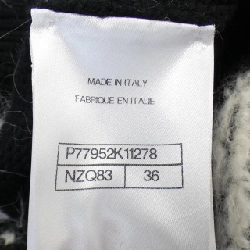 MADE IN ITALY
FABRIQUE EN ITALIE
P77952K11278
NZQ83 36